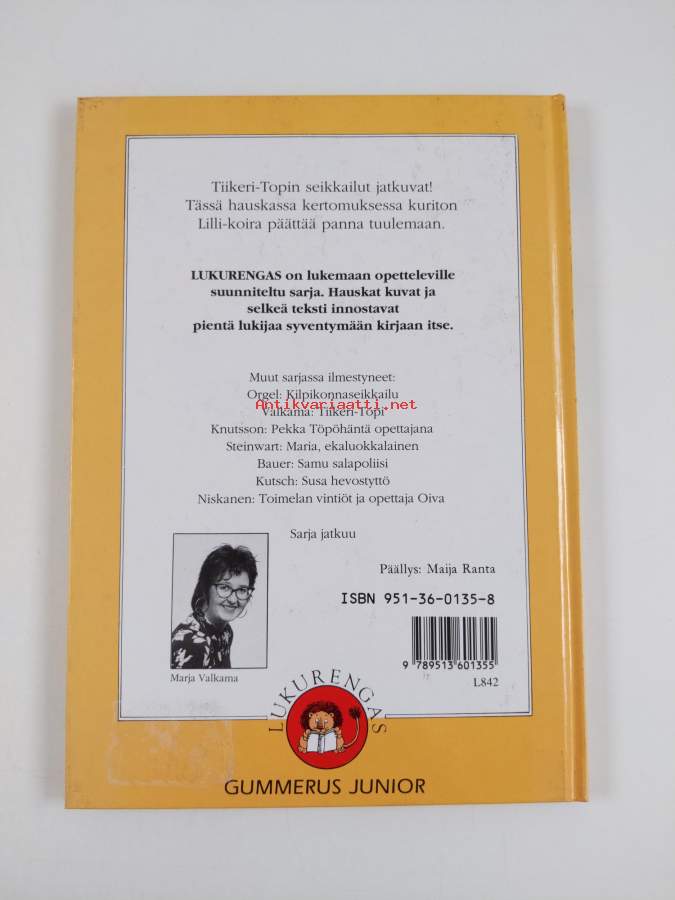 Tiikeri-Topin seikkailut jatkuvat!
Tässä hauskassa kertomuksessa kuriton
Lilli-koira päättää panna tuulemaan.
LUKURENGAS on lukemaan opetteleville
suunniteltu sarja. Hauskat kuvat ja
selkeä teksti innostavat
pientä lukijaa syventymään kirjaan itse.
Muut sarjassa ilmestyneet:
Orgel: Kilpikonnaseikkailu
Antikvariaatti.net
Valkama: Tiikeri-Topi
Knutsson: Pekka Töpöhäntä opettajana
Steinwart: Maria, ekaluokkalainen
Bauer: Samu salapoliisi
Kutsch: Susa hevostyttö
Niskanen: Toimelan vintiöt ja opettaja Oiva
Sarja jatkuu
Päällys: Maija Ranta
ISBN 951-36-0135-8
9 789513 601355
L842
Marja Valkama
LUKURENGAS
GUMMERUS JUNIOR